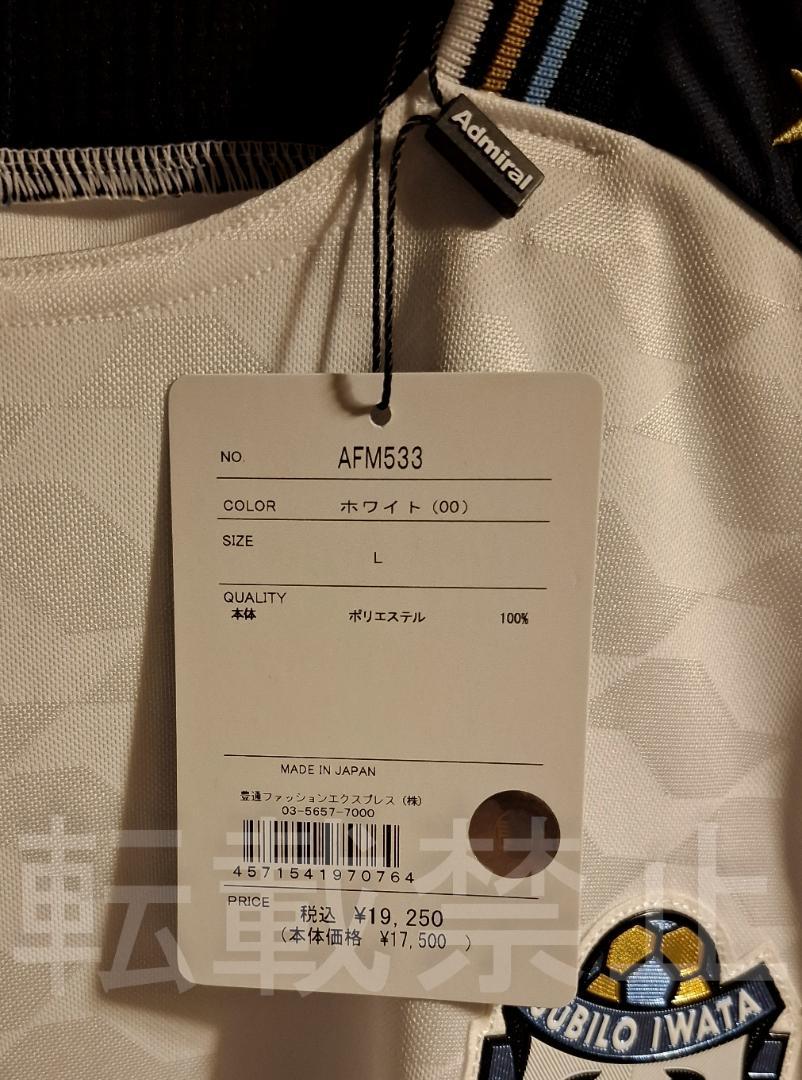 Admiral
NO. AFM533
COLOR ホワイト(00)
SIZE
L
QUALITY
本体 ポリエステル 100%
MADE IN JAPAN
豊通ファッションエクスプレス(株)
03-5657-7000
4571541970764
PRICE
税込 ¥19,250
(本体価格 ¥17,500 )
転載禁止
JUBILO IWATA